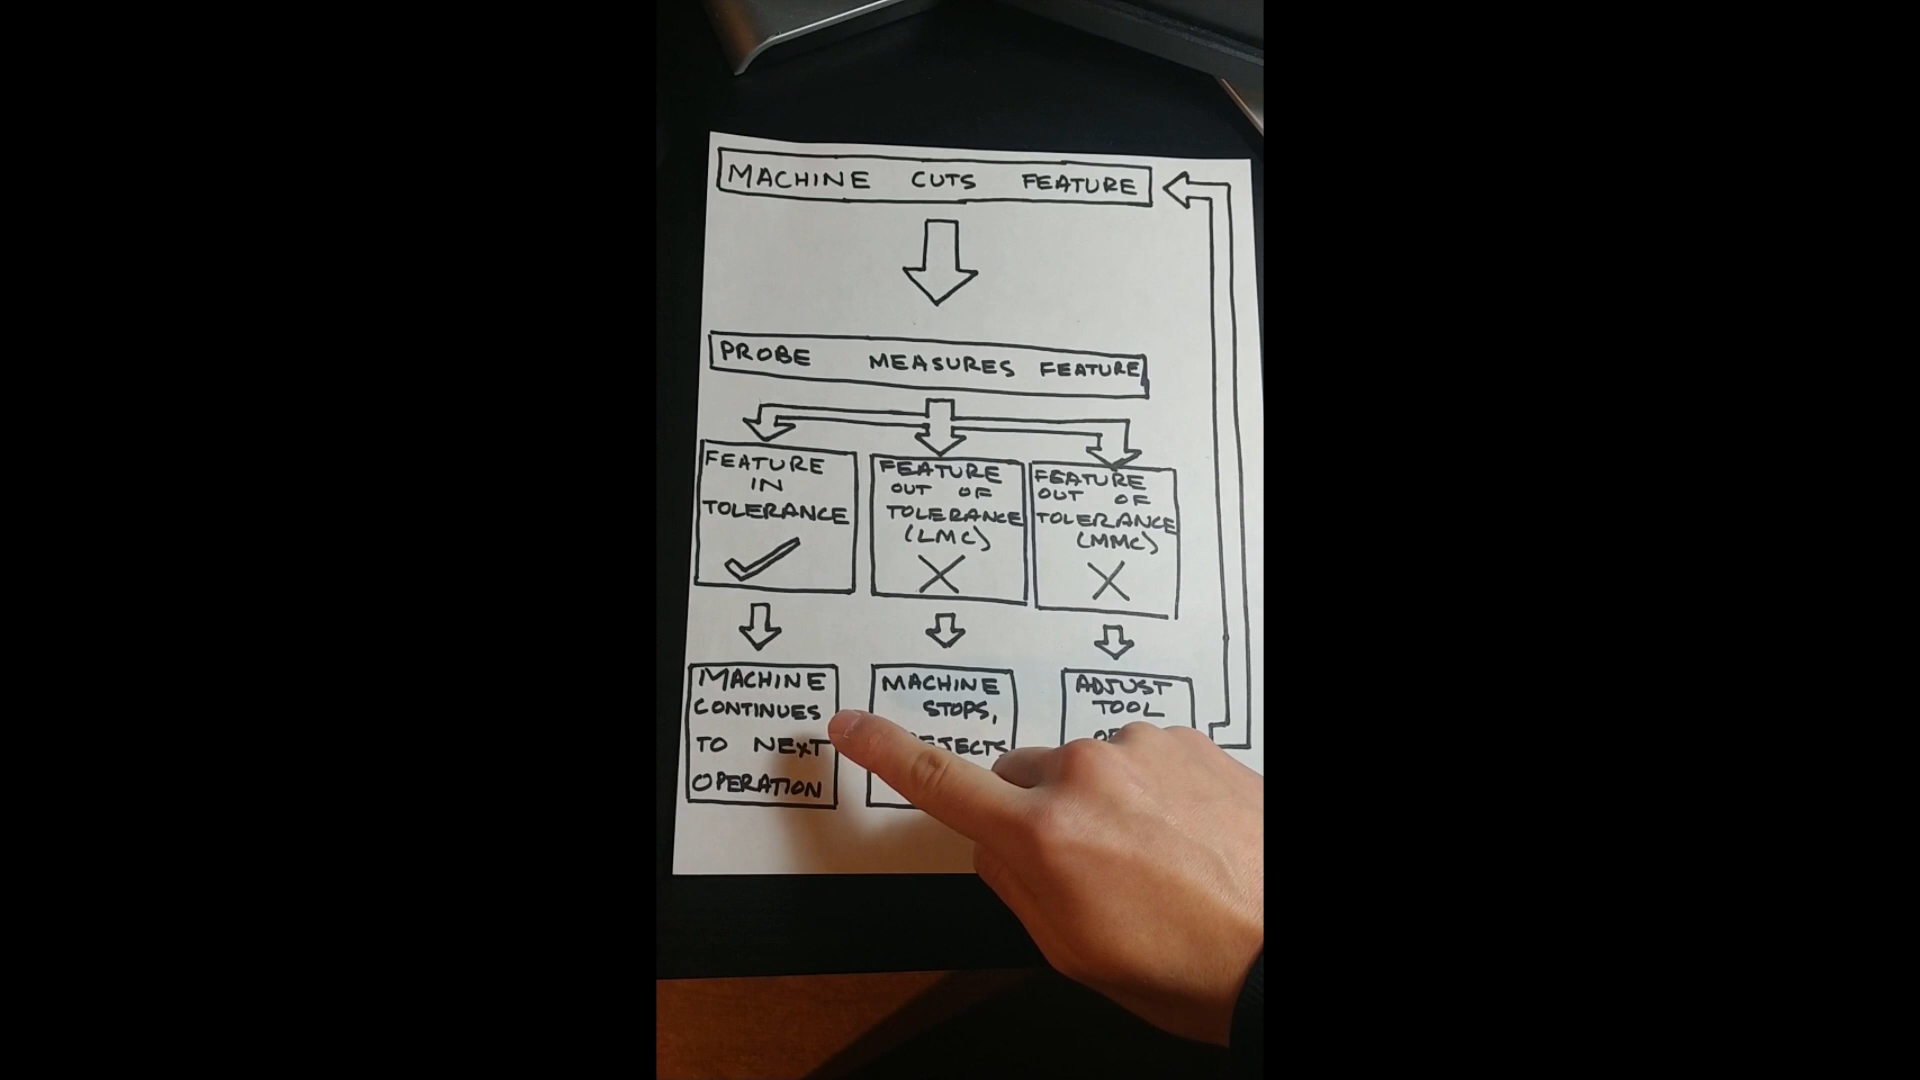 MACHINE CUTS FEATURE
PROBE MEASURES FEATURE
FEATURE
IN
TOLERANCE
FEATURE
OUT OF
TOLERANCE
(LMC)
FEATURE
OUT OF
TOLERANCE
(MMC)
MACHINE
CONTINUES
TO NEXT
OPERATION
MACHINE
STOPS,
ADJUST
TOOL